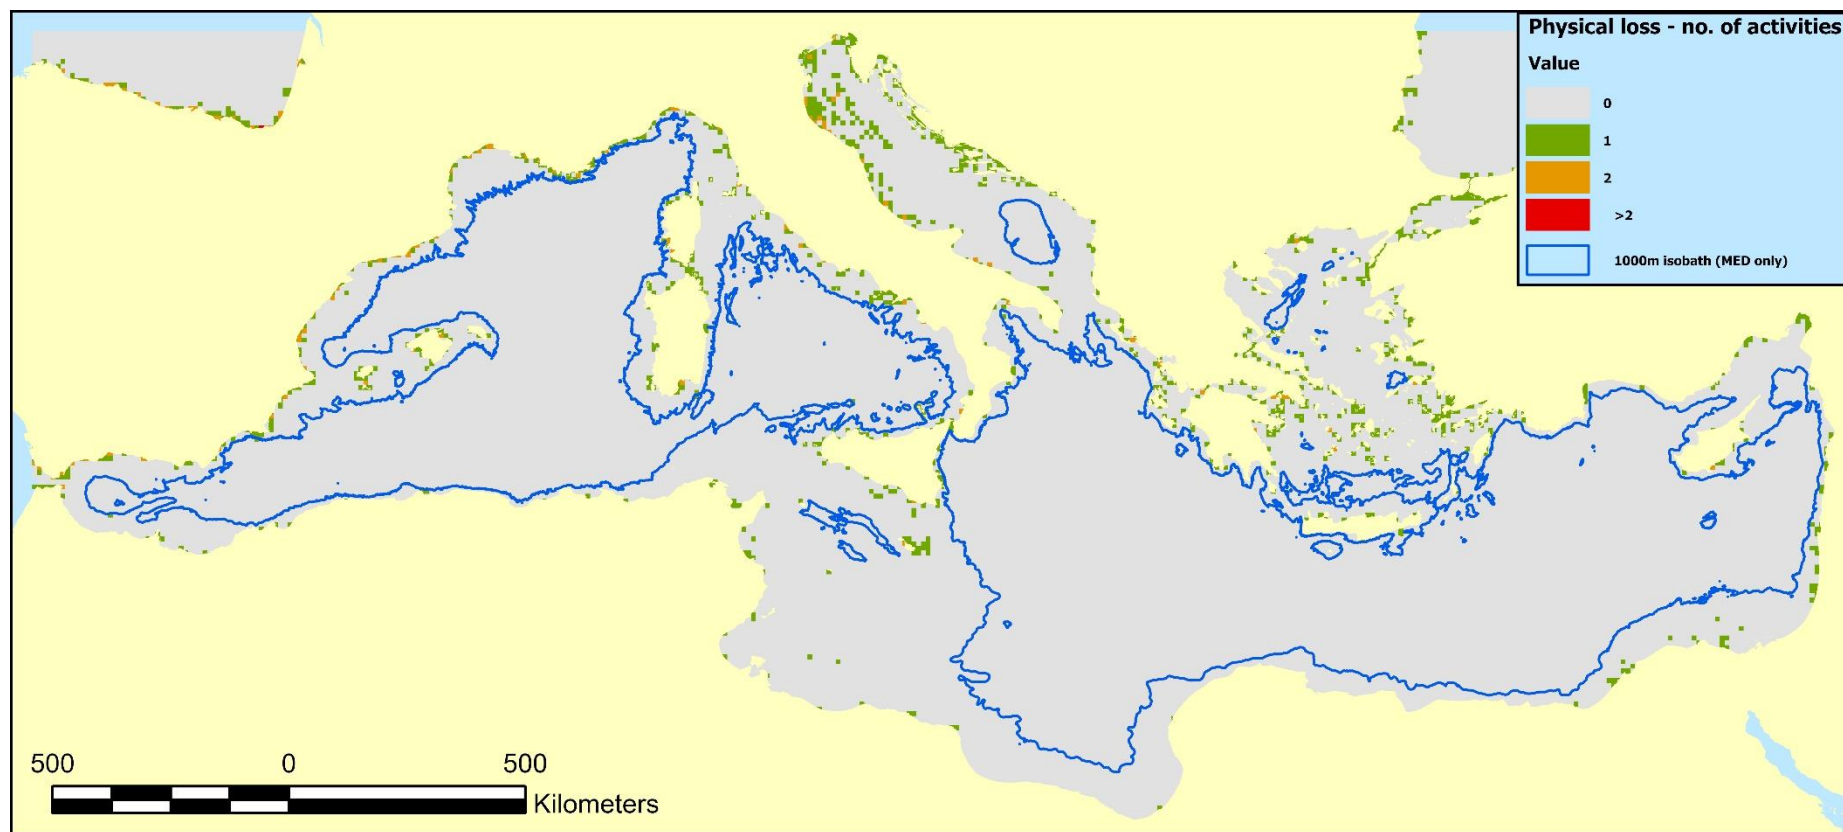 Physical loss - no. of activities
Value
0
1
2
>2
1000m isobath (MED only)
500 0 500
Kilometers